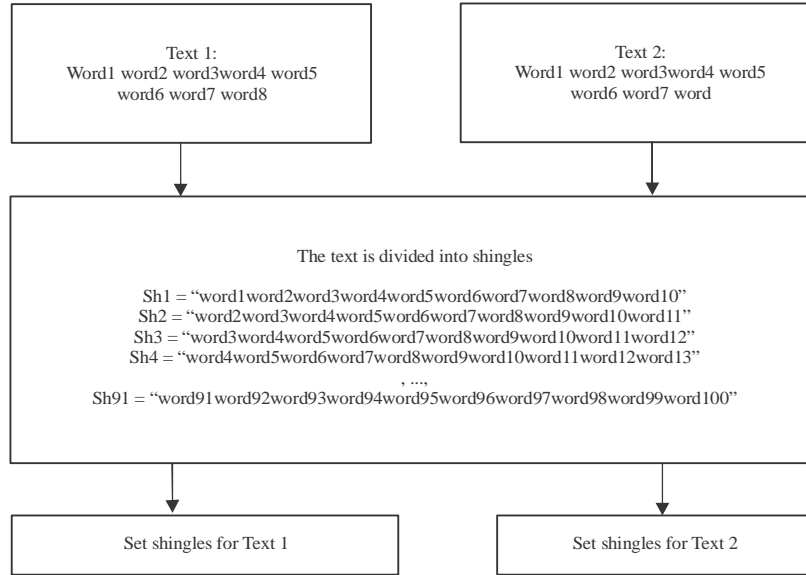 Text 1:
Word1 word2 word3word4 word5
word6 word7 word8
Text 2:
Word1 word2 word3word4 word5
word6 word7 word
The text is divided into shingles
Sh1 = “word1word2word3word4word5word6word7word8word9word10”
Sh2 = “word2word3word4word5word6word7word8word9word10word11”
Sh3 = “word3word4word5word6word7word8word9word10word11word12”
Sh4 = “word4word5word6word7word8word9word10word11word12word13”
, ...,
Sh91 = “word91word92word93word94word95word96word97word98word99word100”
Set shingles for Text 1
Set shingles for Text 2